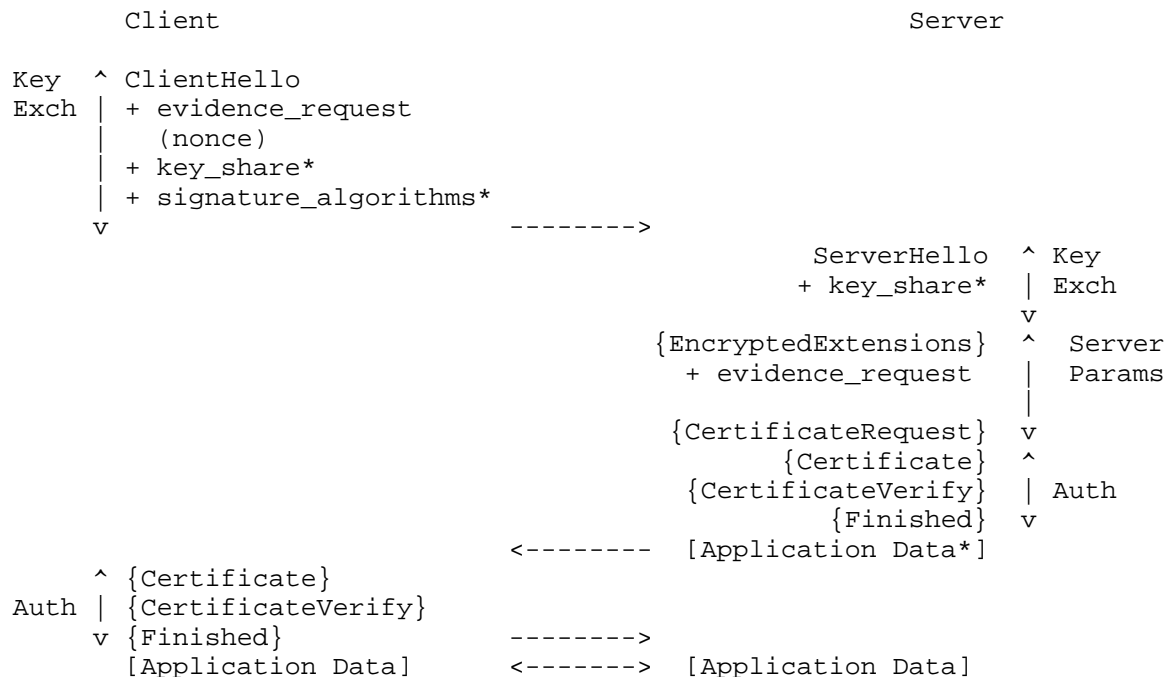 Client                                           Server

Key  ^ ClientHello
Exch | + evidence_request
     |   (nonce)
     | + key_share*
     | + signature_algorithms*
     v                         -------->
                                                  ServerHello  ^ Key
                                                 + key_share*  | Exch
                                                               v
                                        {EncryptedExtensions}  ^  Server
                                          + evidence_request   |  Params
                                                               |
                                         {CertificateRequest}  v
                                                {Certificate}  ^
                                          {CertificateVerify}  | Auth
                                                   {Finished}  v
                               <--------  [Application Data*]
     ^ {Certificate}
Auth | {CertificateVerify}
     v {Finished}              -------->
       [Application Data]      <------->  [Application Data]